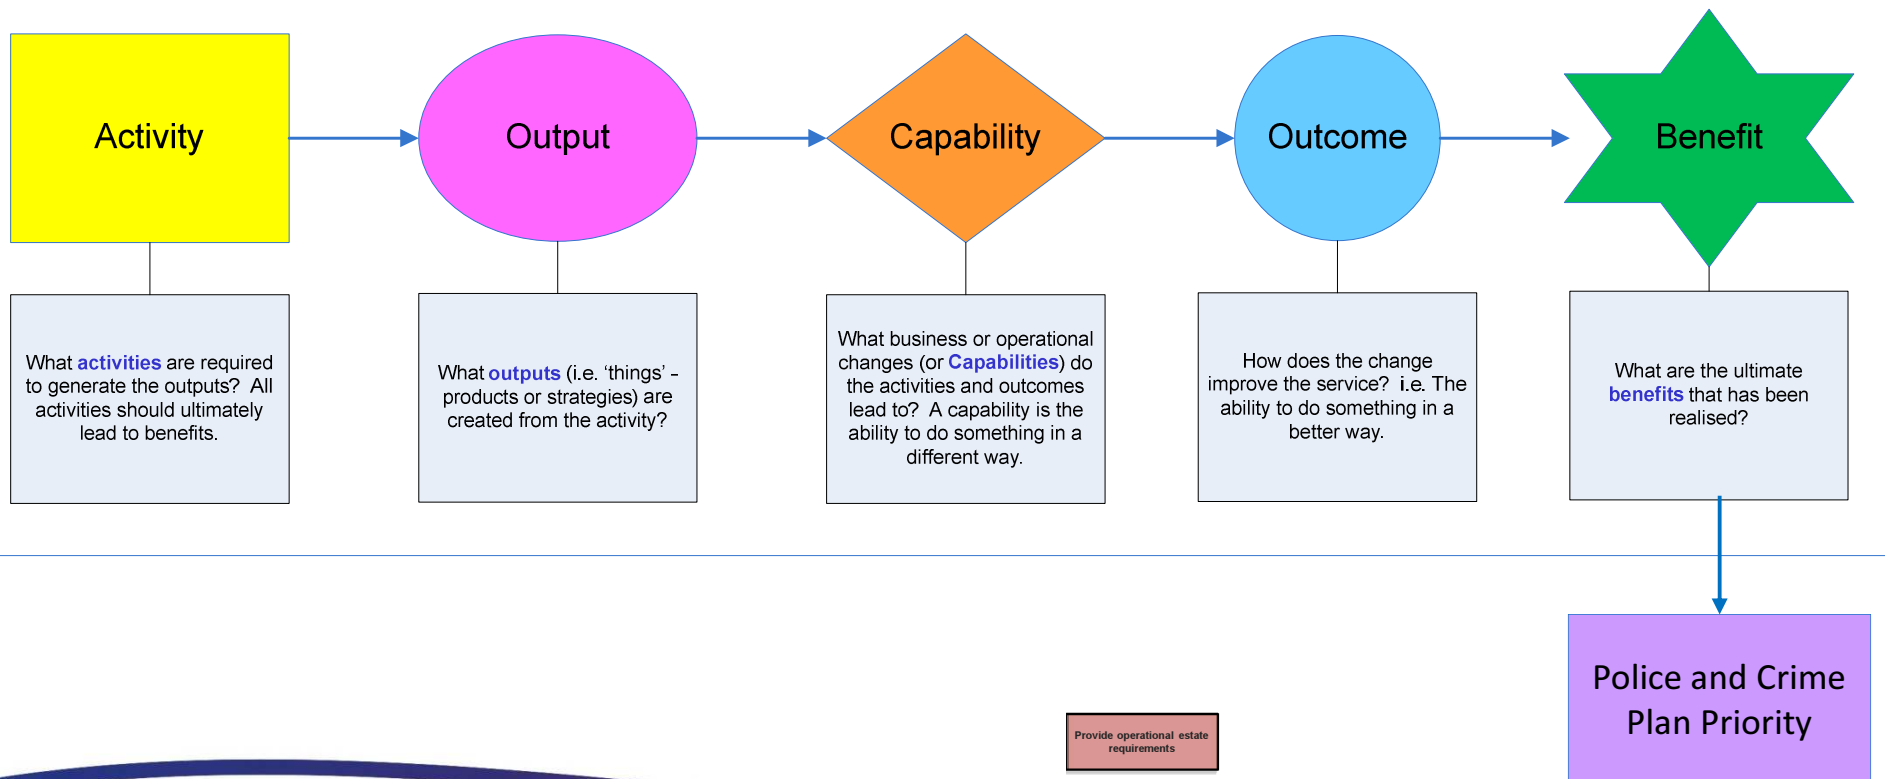 Activity
Output
Capability
Outcome
Benefit
What activities are required
to generate the outputs? All
activities should ultimately
lead to benefits.
What outputs (i.e. ‘things’ –
products or strategies) are
created from the activity?
What business or operational
changes (or Capabilities) do
the activities and outcomes
lead to? A capability is the
ability to do something in a
different way.
How does the change
improve the service? i.e. The
ability to do something in a
better way.
What are the ultimate
benefits that has been
realised?
Police and Crime
Plan Priority
Provide operational estate
requirements